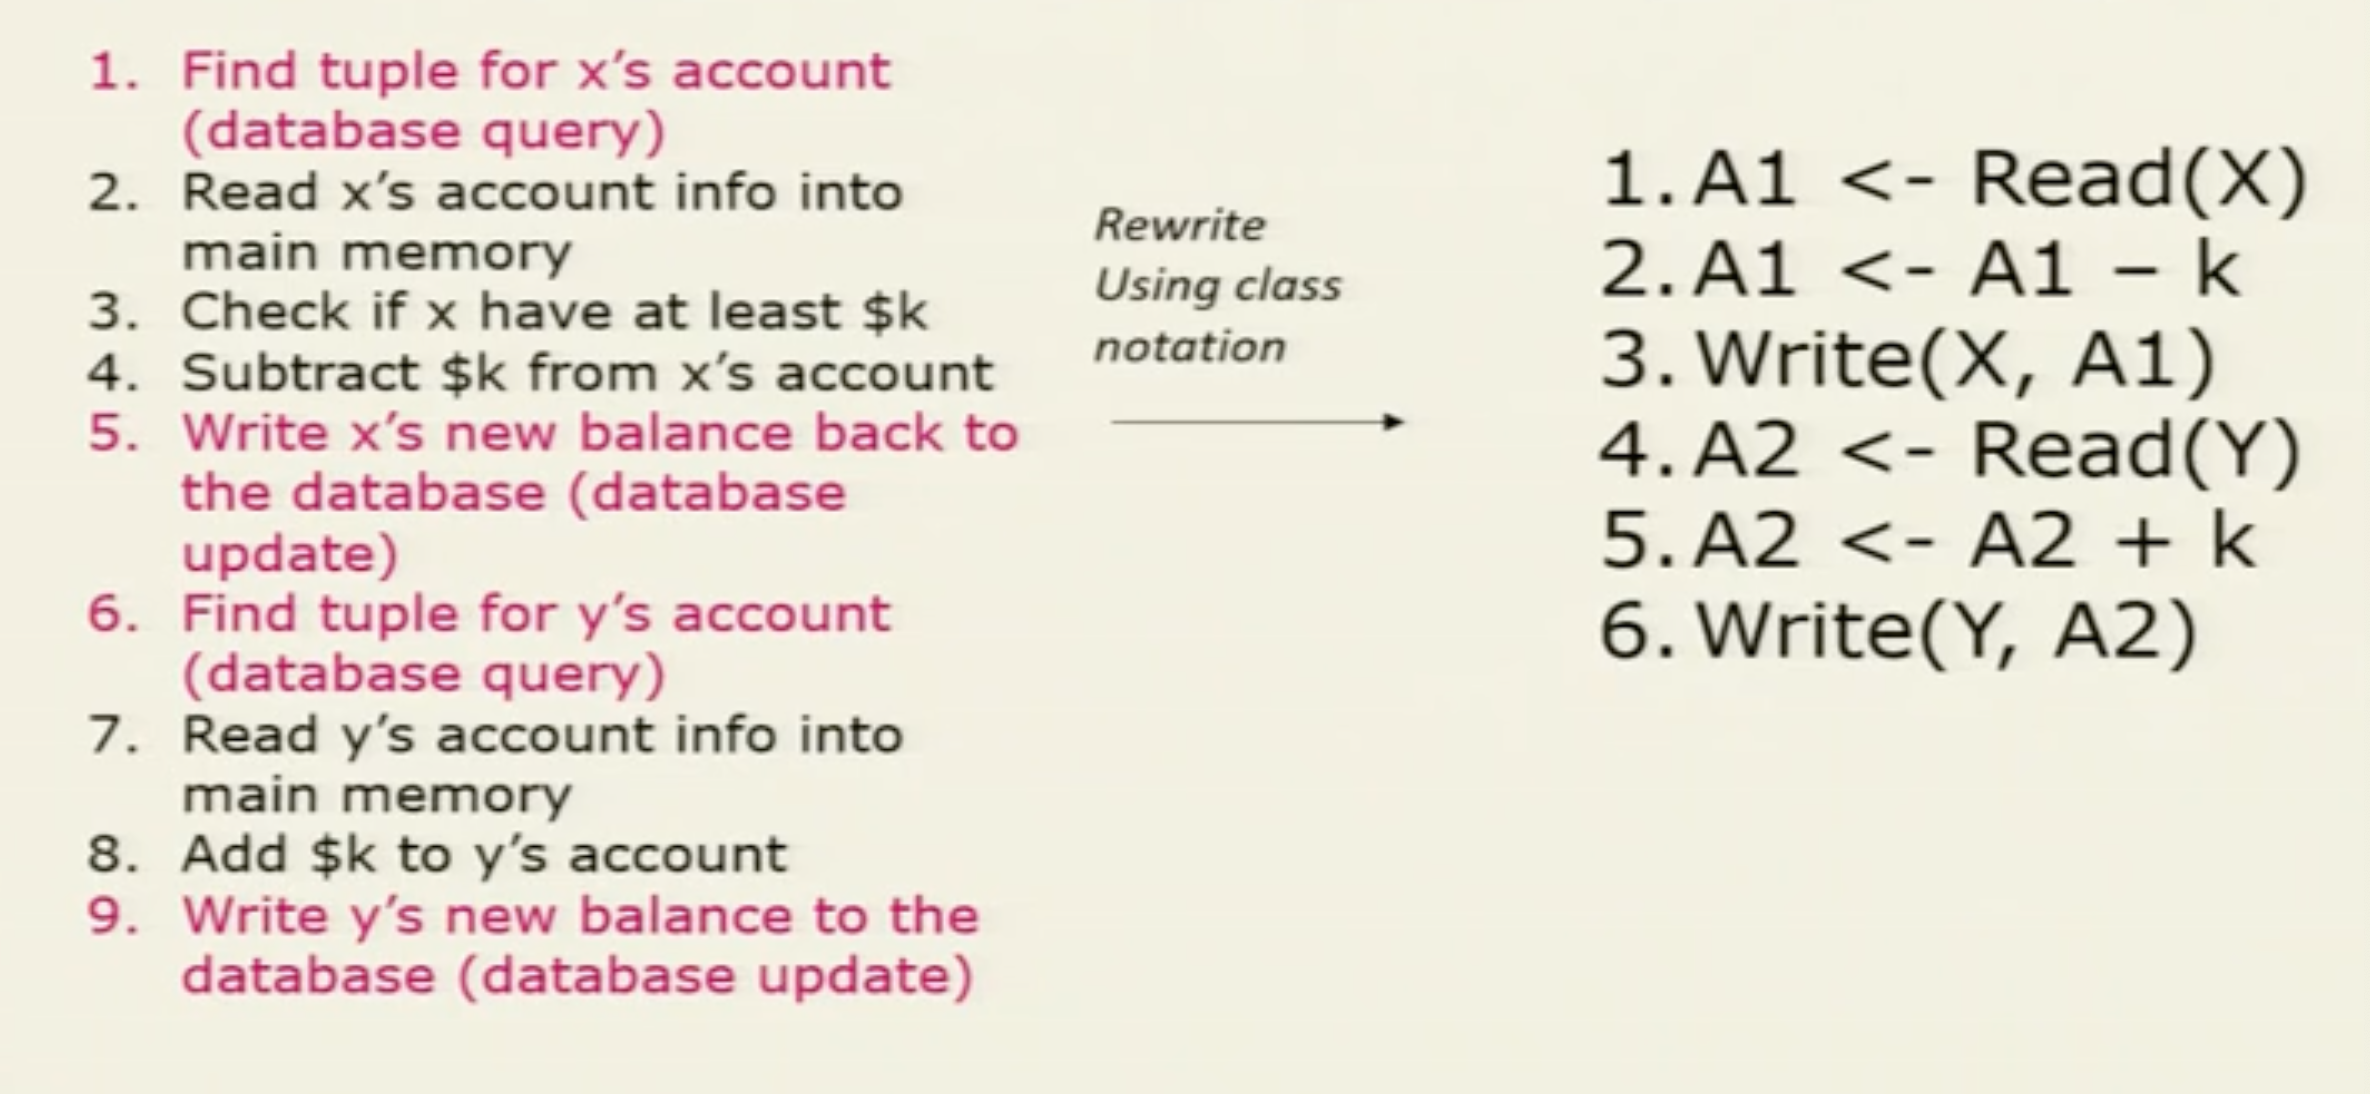 1. Find tuple for x's account
(database query)
2. Read x's account info into
main memory
3. Check if x have at least $k
4. Subtract $k from x's account
5. Write x's new balance back to
the database (database
update)
6. Find tuple for y's account
(database query)
7. Read y's account info into
main memory
8. Add $k to y's account
9. Write y's new balance to the
database (database update)
Rewrite
Using class
notation
1. A1 <- Read(X)
2. A1 <- A1 – k
3. Write(X, A1)
4. A2 <- Read(Y)
5. A2 <- A2 + k
6. Write(Y, A2)